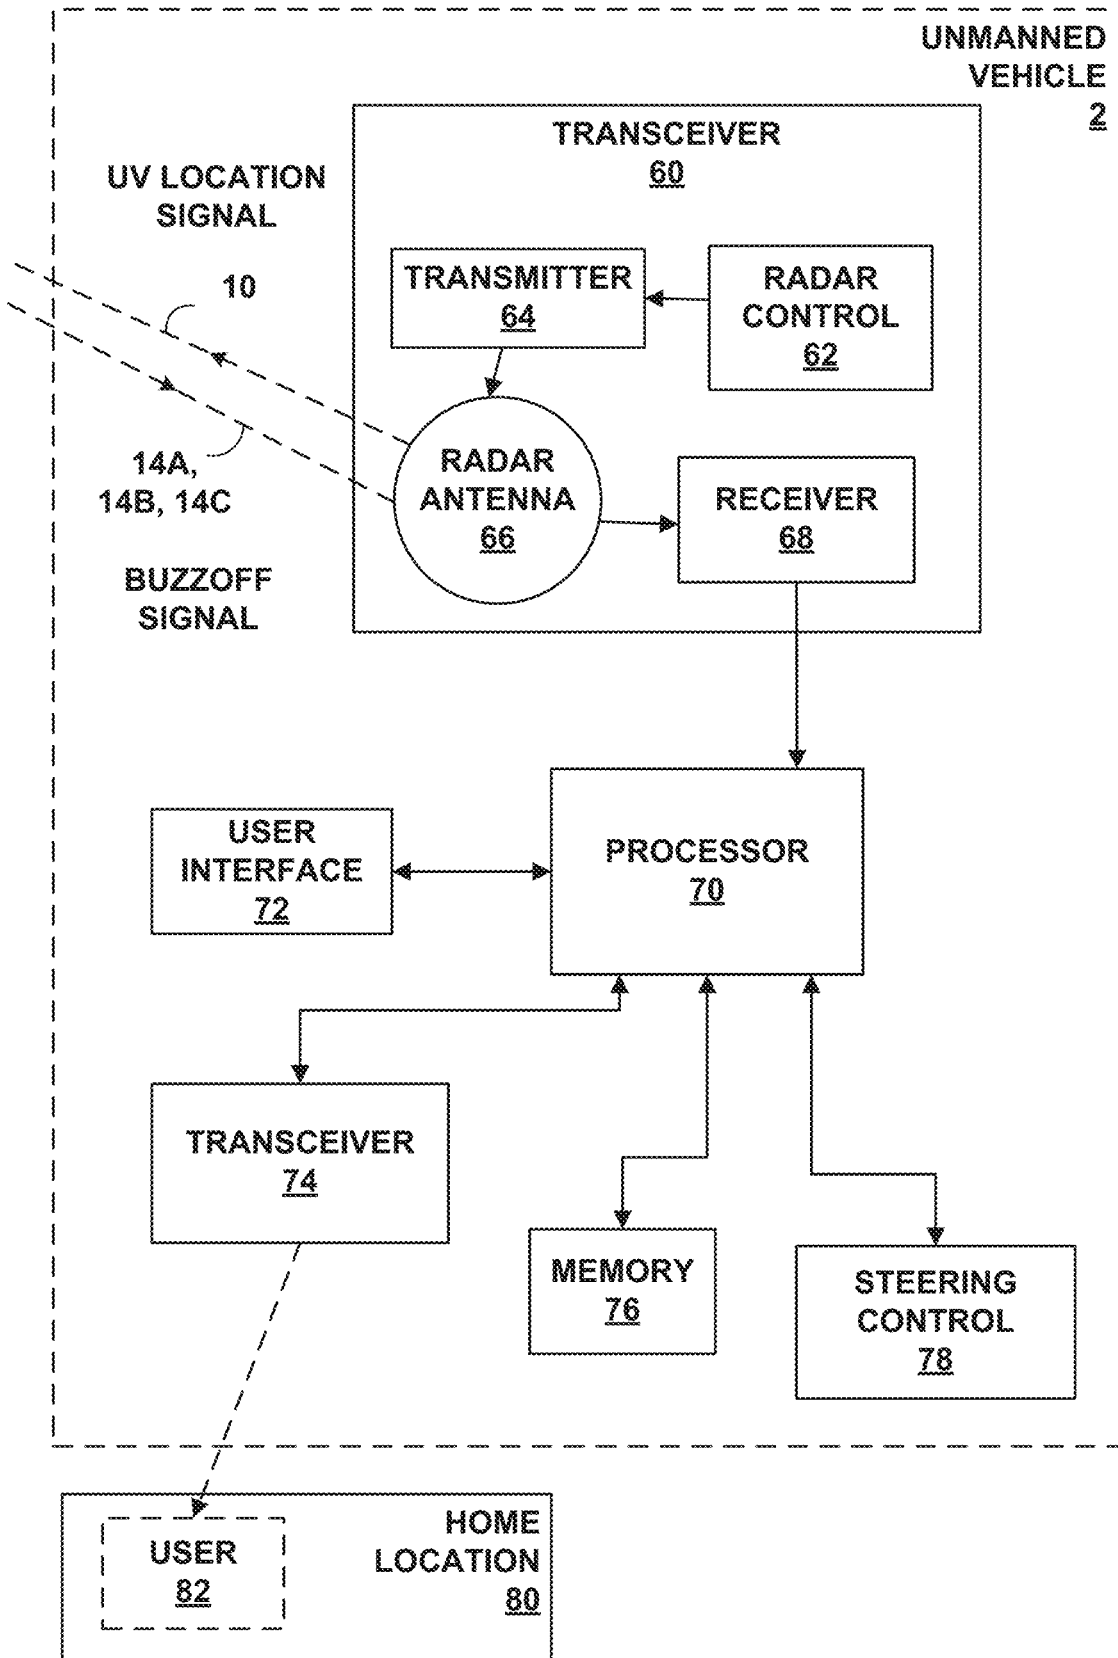 UNMANNED
VEHICLE
2
TRANSCEIVER
60
UV LOCATION
SIGNAL
10
TRANSMITTER
64
RADAR
CONTROL
62
14A,
14B, 14C
RADAR
ANTENNA
66
RECEIVER
68
BUZZOFF
SIGNAL
USER
INTERFACE
72
PROCESSOR
70
TRANSCEIVER
74
MEMORY
76
STEERING
CONTROL
78
USER
82
HOME
LOCATION
80